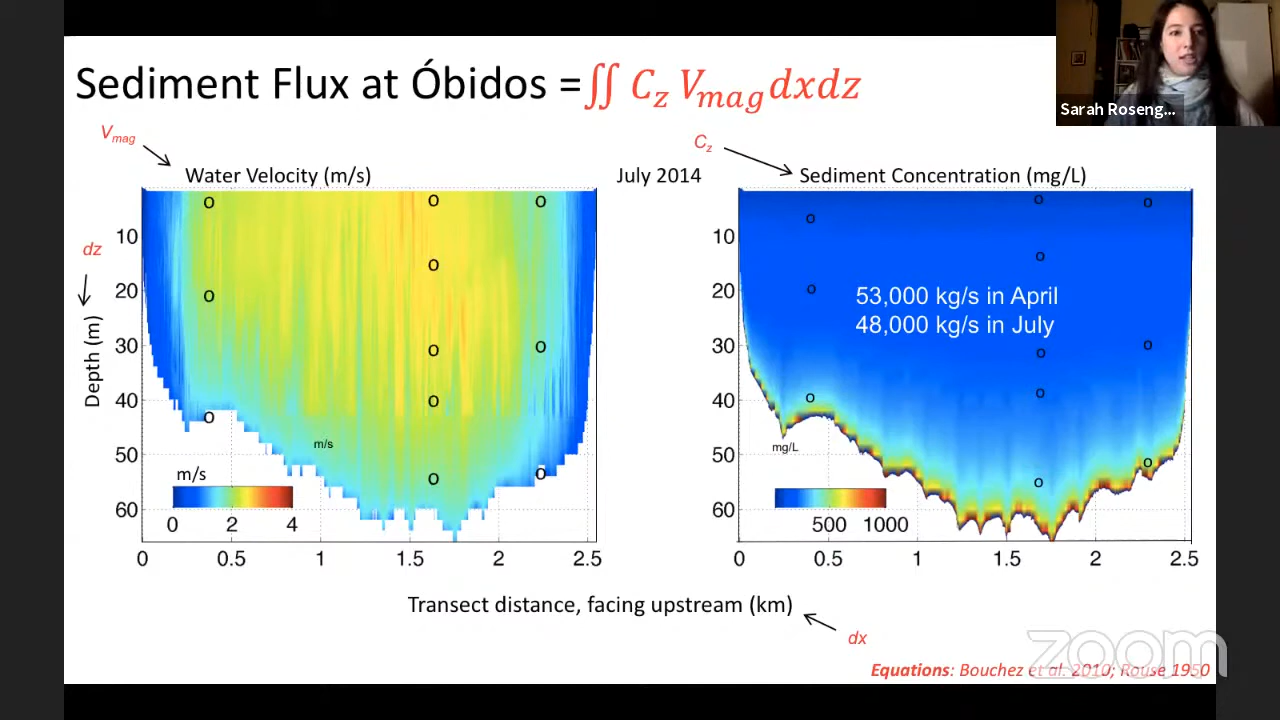 Sediment Flux at Óbidos =∬ C_z V_mag dxdz
Sarah Roseng...
V_mag
C_z
Water Velocity (m/s)
July 2014
Sediment Concentration (mg/L)
dz
Depth (m)
10
20
30
40
50
60
m/s
m/s
0 2 4
0 0.5 1 1.5 2 2.5
10
20
30
40
50
60
53,000 kg/s in April
48,000 kg/s in July
mg/L
500 1000
0 0.5 1 1.5 2 2.5
Transect distance, facing upstream (km)
dx
zoom
Equations: Bouchez et al. 2010; Rouse 1950